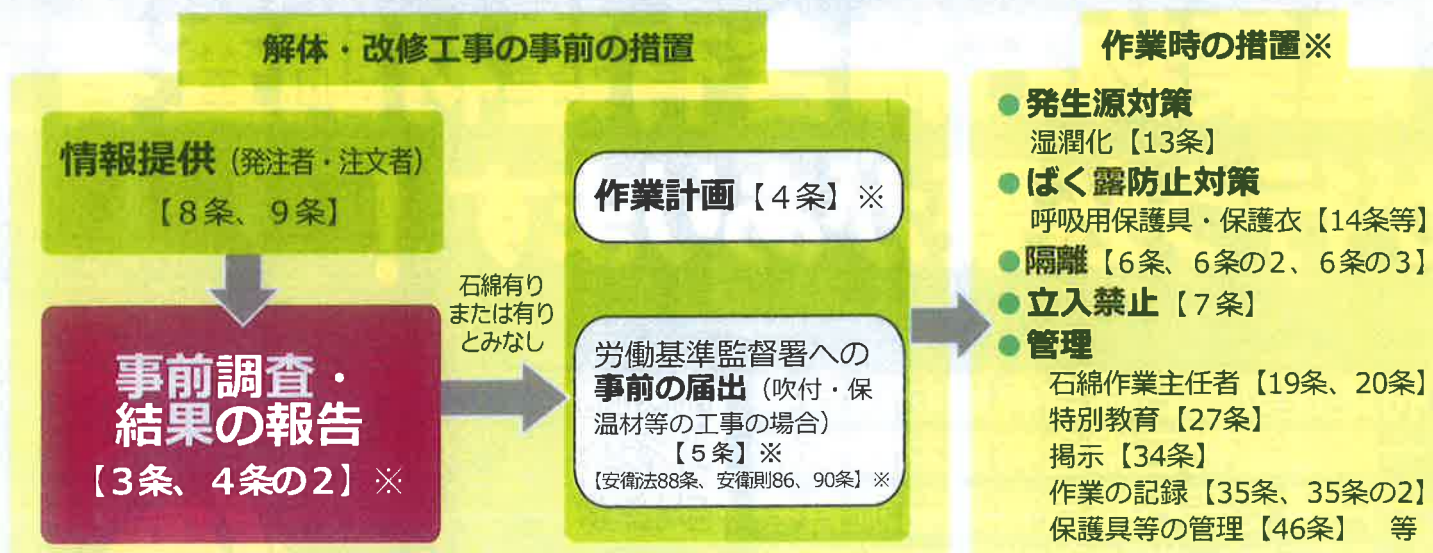 解体・改修工事の事前の措置
情報提供（発注者・注文者）
【8条、9条】
事前調査・
結果の報告
【3条、4条の2】※
石綿有り
または有り
とみなし
作業計画【4条】※
労働基準監督署への
事前の届出（吹付・保
温材等の工事の場合）
【5条】※
【安衛法88条、安衛則86、90条】※
作業時の措置※
●発生源対策
湿潤化【13条】
●ばく露防止対策
呼吸用保護具・保護衣【14条等】
●隔離【6条、6条の2、6条の3】
●立入禁止【7条】
●管理
石綿作業主任者【19条、20条】
特別教育【27条】
掲示【34条】
作業の記録【35条、35条の2】
保護具等の管理【46条】　等